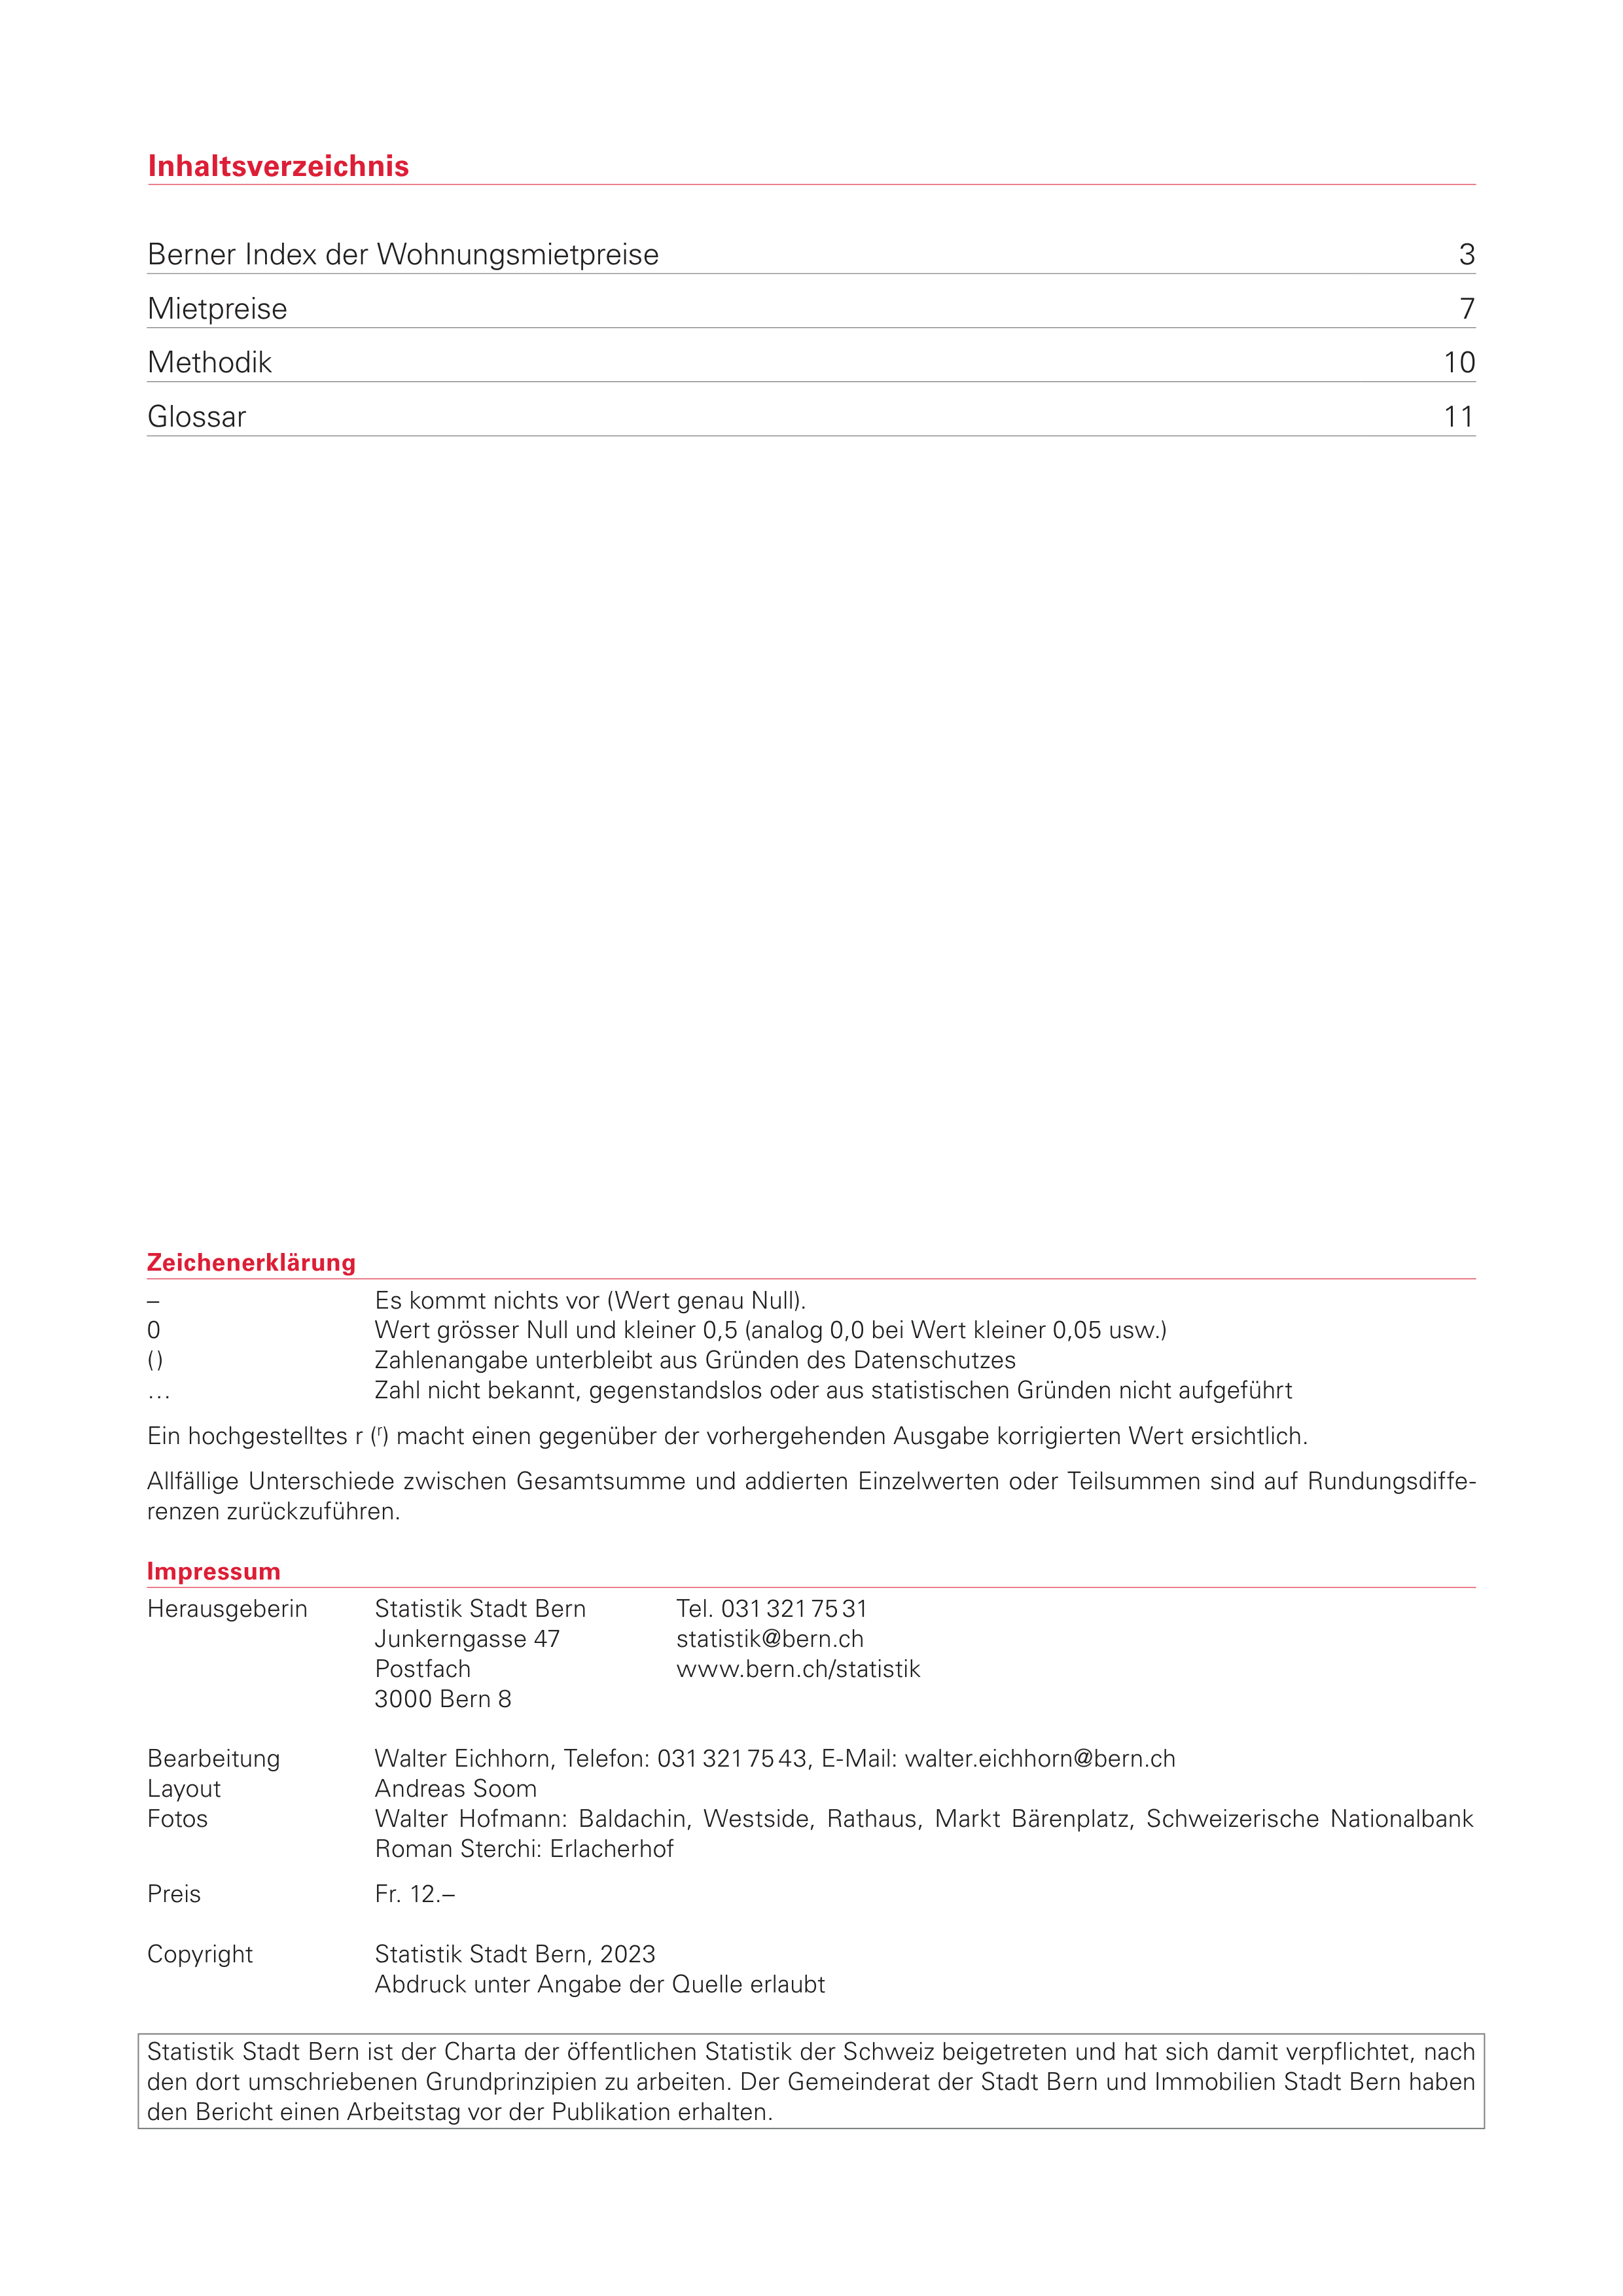 Inhaltsverzeichnis
Berner Index der Wohnungsmietpreise 3
Mietpreise 7
Methodik 10
Glossar 11
Zeichenerklärung
– Es kommt nichts vor (Wert genau Null).
0 Wert grösser Null und kleiner 0,5 (analog 0,0 bei Wert kleiner 0,05 usw.)
() Zahlenangabe unterbleibt aus Gründen des Datenschutzes
… Zahl nicht bekannt, gegenstandslos oder aus statistischen Gründen nicht aufgeführt
Ein hochgestelltes r (ʳ) macht einen gegenüber der vorhergehenden Ausgabe korrigierten Wert ersichtlich.
Allfällige Unterschiede zwischen Gesamtsumme und addierten Einzelwerten oder Teilsummen sind auf Rundungsdiffe-
renzen zurückzuführen.
Impressum
Herausgeberin Statistik Stadt Bern Tel. 031 321 75 31
Junkerngasse 47 statistik@bern.ch
Postfach www.bern.ch/statistik
3000 Bern 8
Bearbeitung Walter Eichhorn, Telefon: 031 321 75 43, E-Mail: walter.eichhorn@bern.ch
Layout Andreas Soom
Fotos Walter Hofmann: Baldachin, Westside, Rathaus, Markt Bärenplatz, Schweizerische Nationalbank
Roman Sterchi: Erlacherhof
Preis Fr. 12.–
Copyright Statistik Stadt Bern, 2023
Abdruck unter Angabe der Quelle erlaubt
Statistik Stadt Bern ist der Charta der öffentlichen Statistik der Schweiz beigetreten und hat sich damit verpflichtet, nach
den dort umschriebenen Grundprinzipien zu arbeiten. Der Gemeinderat der Stadt Bern und Immobilien Stadt Bern haben
den Bericht einen Arbeitstag vor der Publikation erhalten.